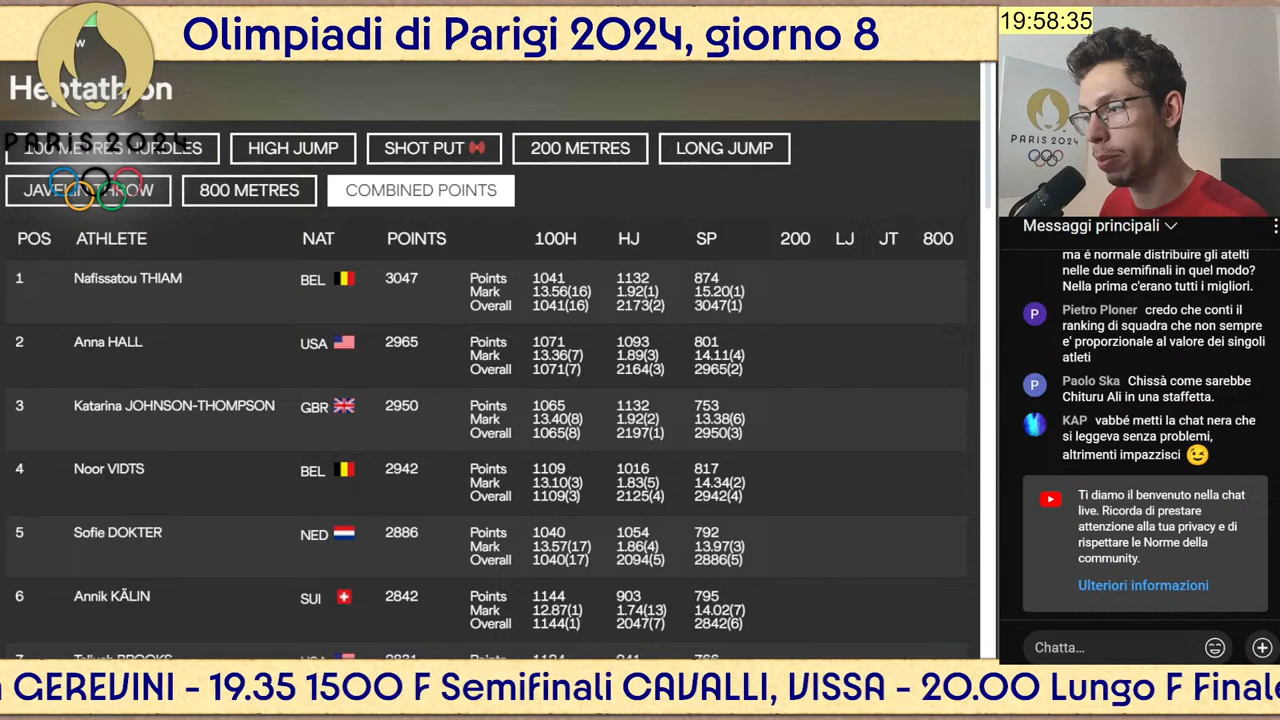 Olimpiadi di Parigi 2024, giorno 8
19:58:35
PARIS 2024
Heptathlon
PARIS 2024
100 METRES HURDLES HIGH JUMP SHOT PUT 200 METRES LONG JUMP
JAVELIN THROW 800 METRES COMBINED POINTS
POS ATHLETE NAT POINTS 100H HJ SP 200 LJ JT 800
1 Nafissatou THIAM BEL 3047 Points 1041 1132 874
Mark 13.56(16) 1.92(1) 15.20(1)
Overall 1041(16) 2173(2) 3047(1)
2 Anna HALL USA 2965 Points 1071 1093 801
Mark 13.36(7) 1.89(3) 14.11(4)
Overall 1071(7) 2164(3) 2965(2)
3 Katarina JOHNSON-THOMPSON GBR 2950 Points 1065 1132 753
Mark 13.40(8) 1.92(2) 13.38(6)
Overall 1065(8) 2197(1) 2950(3)
4 Noor VIDTS BEL 2942 Points 1109 1016 817
Mark 13.10(3) 1.83(5) 14.34(2)
Overall 1109(3) 2125(4) 2942(4)
5 Sofie DOKTER NED 2886 Points 1040 1054 792
Mark 13.57(17) 1.86(4) 13.97(3)
Overall 1040(17) 2094(5) 2886(5)
6 Annik KÄLIN SUI 2842 Points 1144 903 795
Mark 12.87(1) 1.74(13) 14.02(7)
Overall 1144(1) 2047(7) 2842(6)
Messaggi principali
ma é normale distribuire gli atelti
nelle due semifinali in quel modo?
Nella prima c'erano tutti i migliori.
P Pietro Ploner credo che conti il
ranking di squadra che non sempre
e' proporzionale al valore dei singoli
atleti
P Paolo Ska Chissà come sarebbe
Chituru Ali in una staffetta.
KAP vabbé metti la chat nera che
si leggeva senza problemi,
altrimenti impazzisci
Ti diamo il benvenuto nella chat
live. Ricorda di prestare
attenzione alla tua privacy e di
rispettare le Norme della
community.
Ulteriori informazioni
Chatta...
GEREVINI - 19.35 1500 F Semifinali CAVALLI, VISSA - 20.00 Lungo F Finale